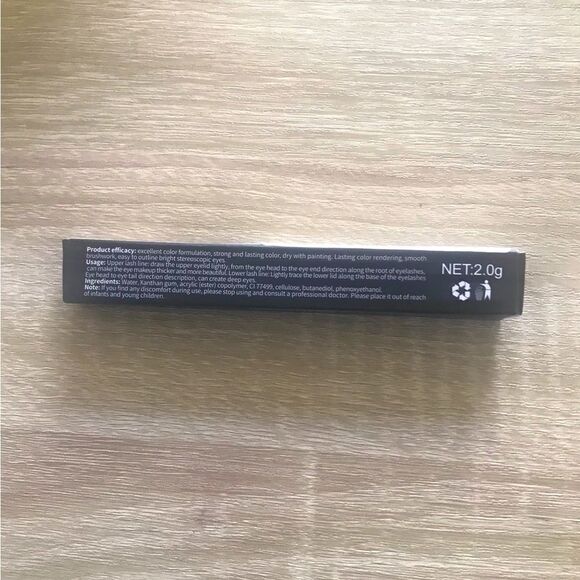 Product efficacy: excellent color formulation, strong and lasting color, dry with painting. Lasting color rendering, smooth
brushwork, easy to outline bright stereoscopic eyes
Usage: Upper lash line: draw the upper eyelid lightly, from the eye head to the eye end direction along the root of eyelashes,
can make the eye makeup thicker and more beautiful. Lower lash line: Lightly trace the lower lid along the base of the eyelashes
Eye head to eye tail direction description, can create deep eyes.
Ingredients: Water, Xanthan gum, acrylic (ester) copolymer, CI 77499, cellulose, butanediol, phenoxyethanol.
Note: If you find any discomfort during use, please stop using and consult a professional doctor. Please place it out of reach
of infants and young children.
NET:2.0g